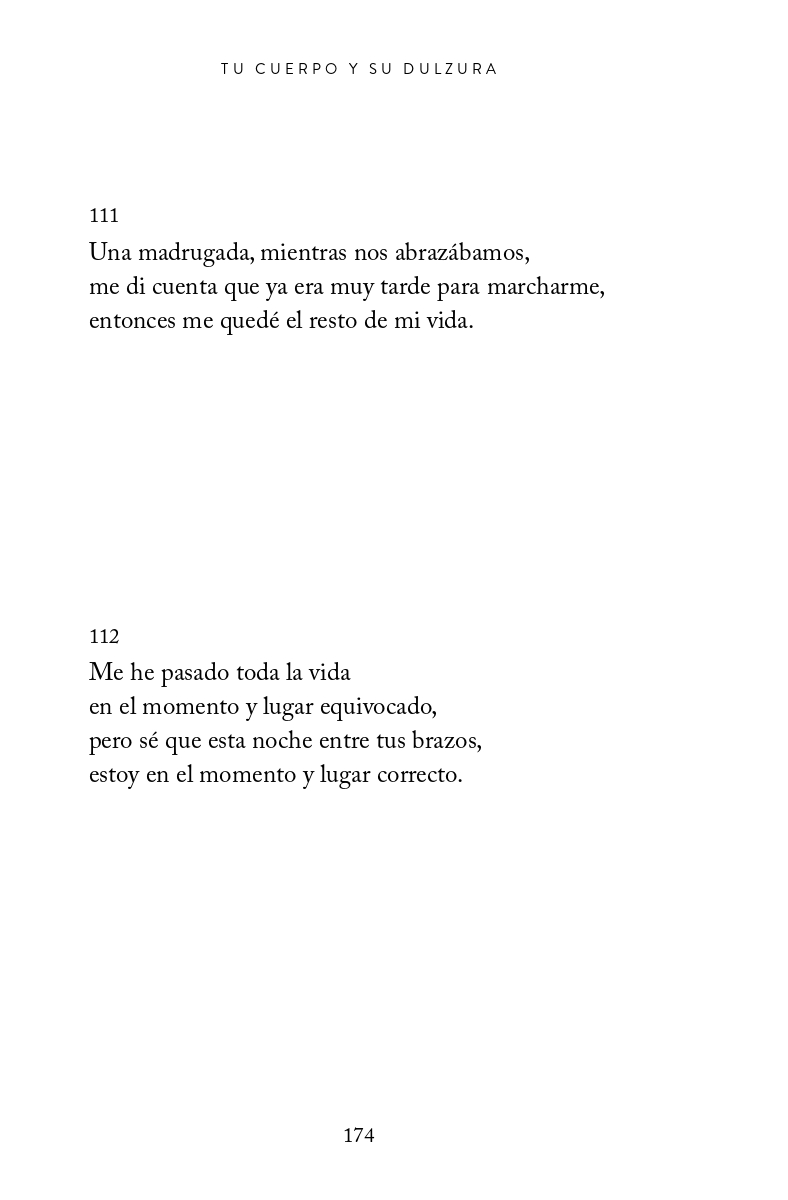 TU CUERPO Y SU DULZURA
111
Una madrugada, mientras nos abrazábamos,
me di cuenta que ya era muy tarde para marcharme,
entonces me quedé el resto de mi vida.
112
Me he pasado toda la vida
en el momento y lugar equivocado,
pero sé que esta noche entre tus brazos,
estoy en el momento y lugar correcto.
174